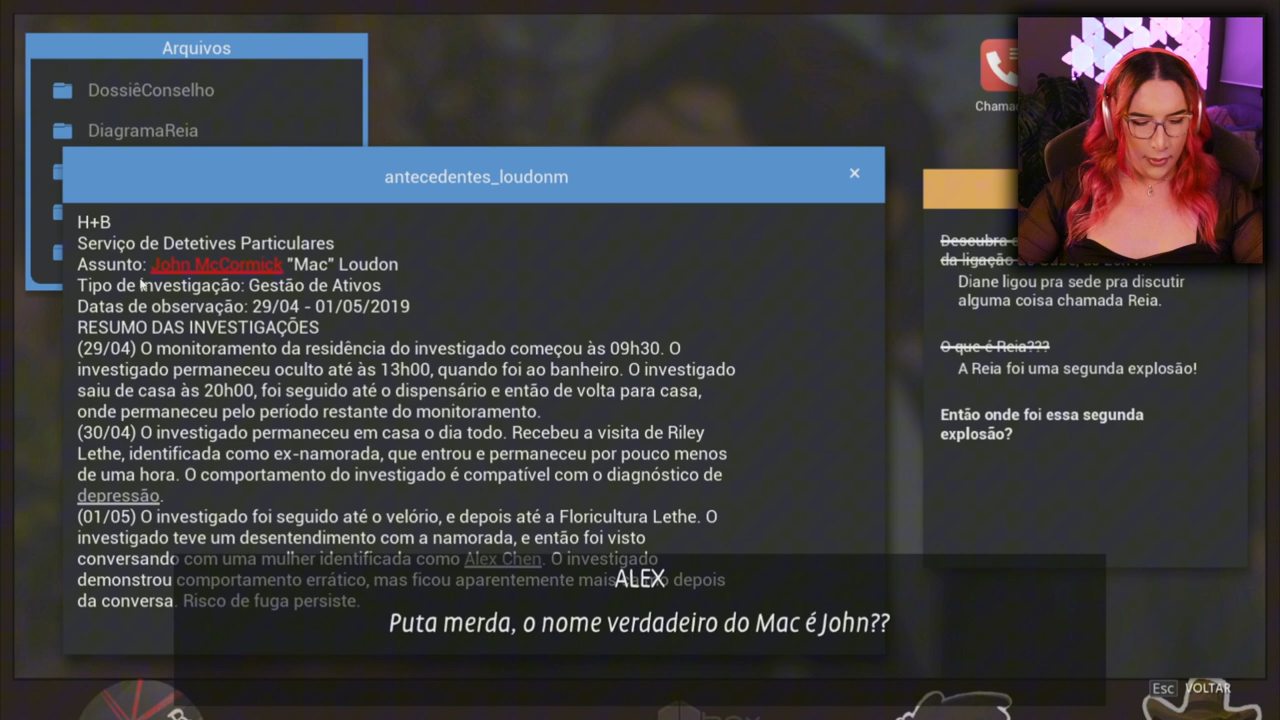 Arquivos
DossiêConselho
DiagramaReia
antecedentes_loudonm
×
H+B
Serviço de Detetives Particulares
Assunto: John McCormick "Mac" Loudon
Tipo de Investigação: Gestão de Ativos
Datas de observação: 29/04 - 01/05/2019
RESUMO DAS INVESTIGAÇÕES
(29/04) O monitoramento da residência do investigado começou às 09h30. O
investigado permaneceu oculto até às 13h00, quando foi ao banheiro. O investigado
saiu de casa às 20h00, foi seguido até o dispensário e então de volta para casa,
onde permaneceu pelo período restante do monitoramento.
(30/04) O investigado permaneceu em casa o dia todo. Recebeu a visita de Riley
Lethe, identificada como ex-namorada, que entrou e permaneceu por pouco menos
de uma hora. O comportamento do investigado é compatível com o diagnóstico de
depressão.
(01/05) O investigado foi seguido até o velório, e depois até a Floricultura Lethe. O
investigado teve um desentendimento com a namorada, e então foi visto
conversando com uma mulher identificada como Alex Chen. O investigado
demonstrou comportamento errático, mas ficou aparentemente mais depois
da conversa. Risco de fuga persiste.
Descubra
da ligação
Diane ligou pra sede pra discutir
alguma coisa chamada Reia.
O que é Reia???
A Reia foi uma segunda explosão!
Então onde foi essa segunda
explosão?
ALEX
Puta merda, o nome verdadeiro do Mac é John??
Esc VOLTAR